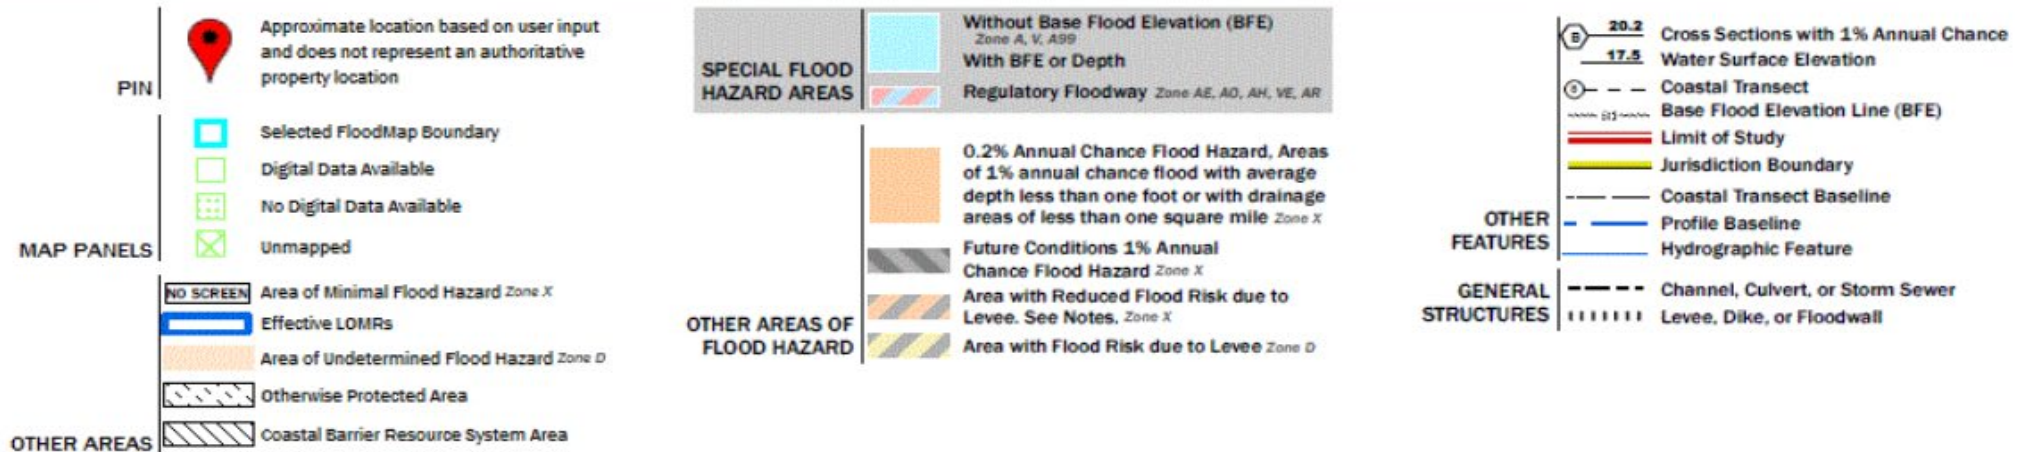 PIN
Approximate location based on user input
and does not represent an authoritative
property location
MAP PANELS
Selected FloodMap Boundary
Digital Data Available
No Digital Data Available
Unmapped
OTHER AREAS
NO SCREEN Area of Minimal Flood Hazard Zone X
Effective LOMRs
Area of Undetermined Flood Hazard Zone D
Otherwise Protected Area
Coastal Barrier Resource System Area
SPECIAL FLOOD
HAZARD AREAS
Without Base Flood Elevation (BFE)
Zone A, V, A99
With BFE or Depth
Regulatory Floodway Zone AE, AO, AH, VE, AR
OTHER AREAS OF
FLOOD HAZARD
0.2% Annual Chance Flood Hazard, Areas
of 1% annual chance flood with average
depth less than one foot or with drainage
areas of less than one square mile Zone X
Future Conditions 1% Annual
Chance Flood Hazard Zone X
Area with Reduced Flood Risk due to
Levee. See Notes. Zone X
Area with Flood Risk due to Levee Zone D
OTHER
FEATURES
B 20.2 Cross Sections with 1% Annual Chance
17.5 Water Surface Elevation
Coastal Transect
Base Flood Elevation Line (BFE)
Limit of Study
Jurisdiction Boundary
Coastal Transect Baseline
Profile Baseline
Hydrographic Feature
GENERAL
STRUCTURES
Channel, Culvert, or Storm Sewer
Levee, Dike, or Floodwall